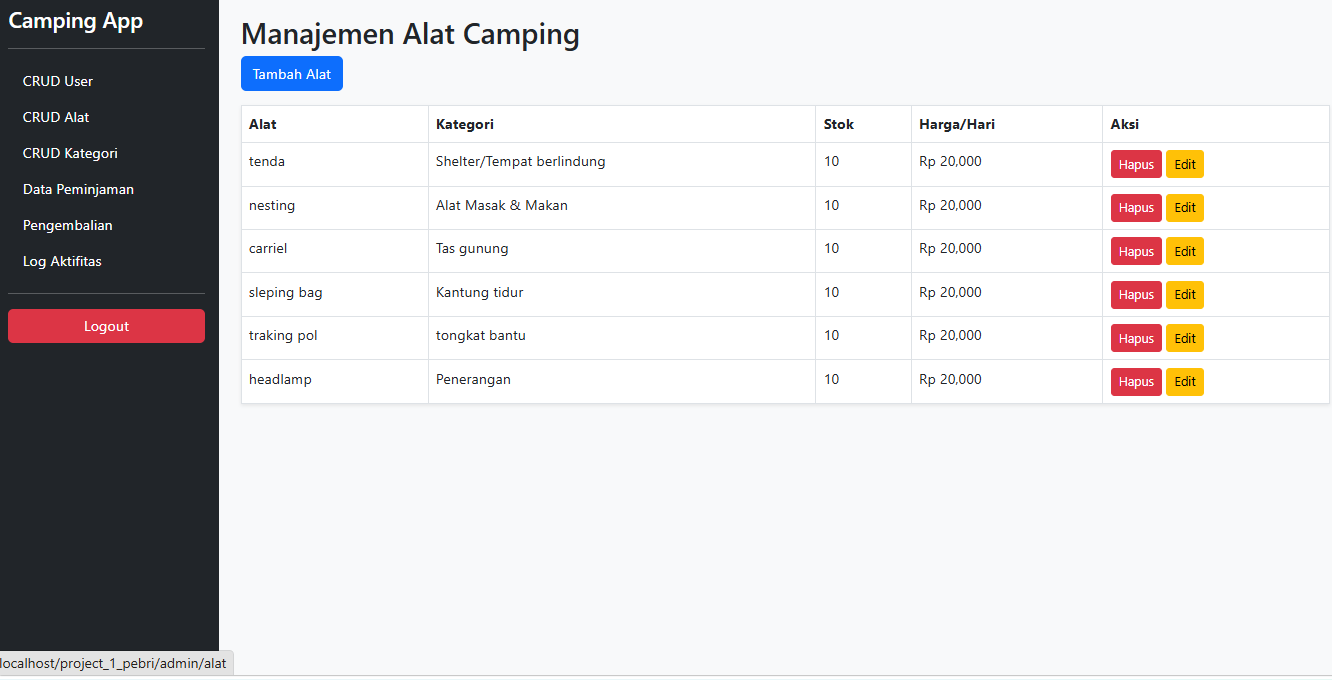 Camping App
CRUD User
CRUD Alat
CRUD Kategori
Data Peminjaman
Pengembalian
Log Aktifitas
Logout
Manajemen Alat Camping
Tambah Alat
Alat Kategori Stok Harga/Hari Aksi
tenda Shelter/Tempat berlindung 10 Rp 20,000 Hapus Edit
nesting Alat Masak & Makan 10 Rp 20,000 Hapus Edit
carriel Tas gunung 10 Rp 20,000 Hapus Edit
sleping bag Kantung tidur 10 Rp 20,000 Hapus Edit
traking pol tongkat bantu 10 Rp 20,000 Hapus Edit
headlamp Penerangan 10 Rp 20,000 Hapus Edit
localhost/project_1_pebri/admin/alat